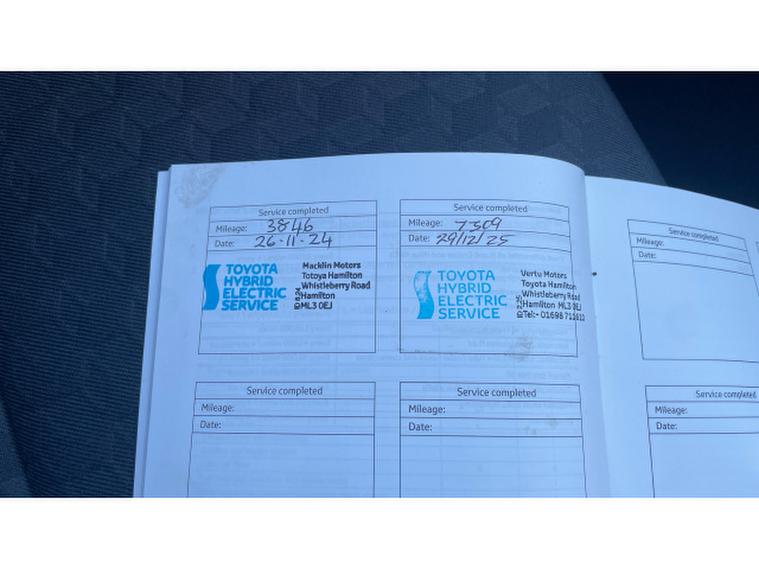 Service completed
Mileage: 3846
Date: 26·11·24
TOYOTA
HYBRID
ELECTRIC
SERVICE
Macklin Motors
Totoya Hamilton
Whistleberry Road
Hamilton
ML3 0EJ
Service completed
Mileage: 7309
Date: 29/12/25
TOYOTA
HYBRID
ELECTRIC
SERVICE
Vertu Motors
Toyota Hamilton
Whistleberry Road
Hamilton ML3 0EJ
Tel:- 01698
Service completed
Mileage:
Date:
Service completed
Mileage:
Date:
Service completed
Mileage:
Date:
Service completed
Mileage:
Date: